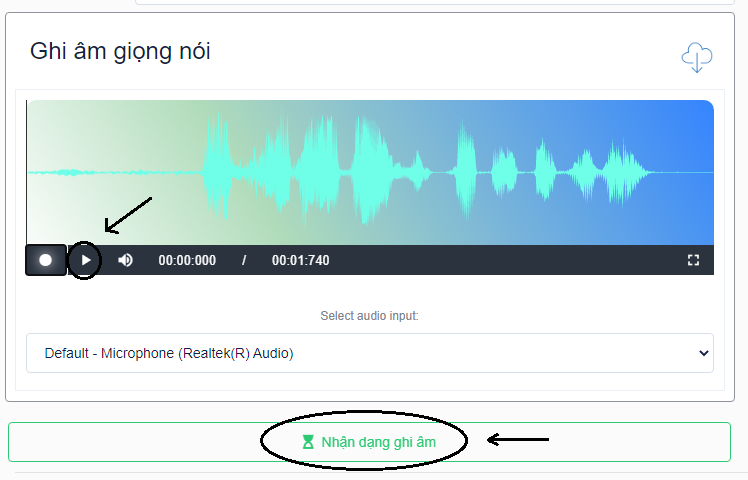 Ghi âm giọng nói
00:00:000 / 00:01:740
Select audio input:
Default - Microphone (Realtek(R) Audio)
Nhận dạng ghi âm